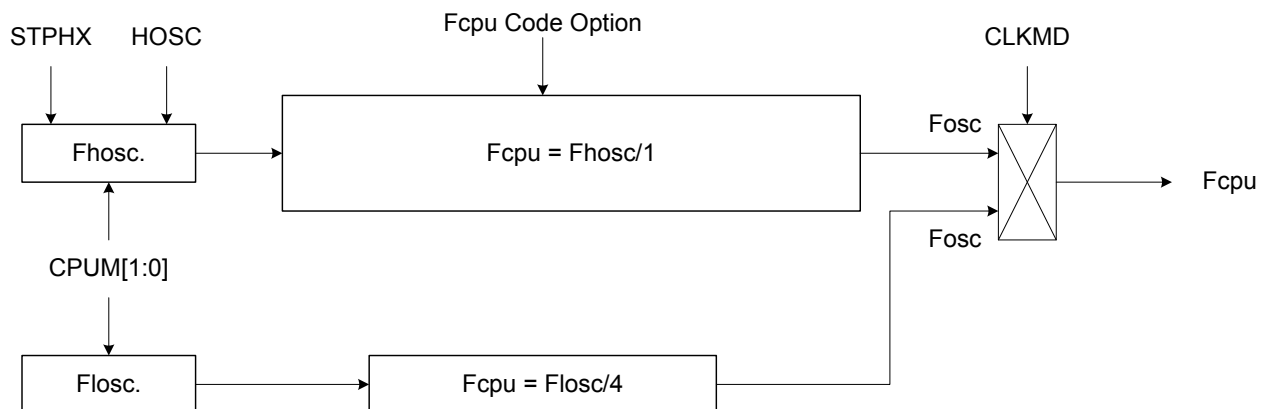 Fcpu Code Option
STPHX HOSC CLKMD
Fosc
Fhosc. Fcpu = Fhosc/1
Fcpu
Fosc
CPUM[1:0]
Flosc. Fcpu = Flosc/4